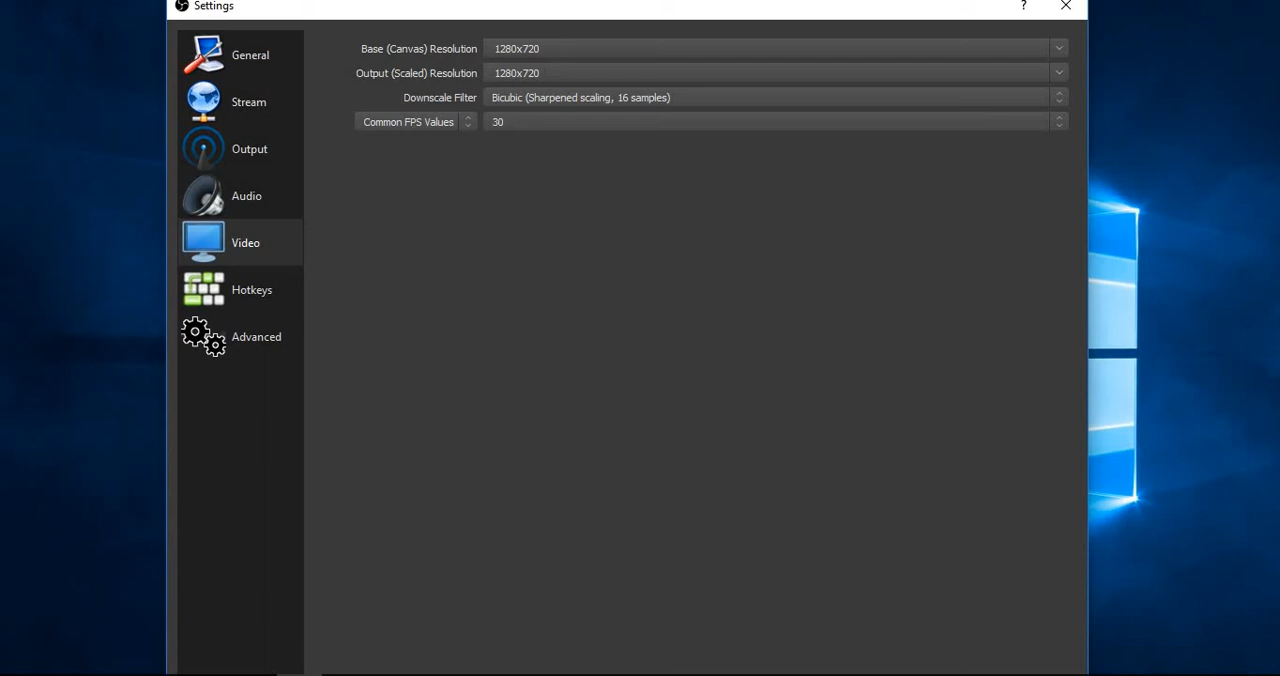 Settings
?
General
Stream
Output
Audio
Video
Hotkeys
Advanced
Base (Canvas) Resolution 1280x720
Output (Scaled) Resolution 1280x720
Downscale Filter Bicubic (Sharpened scaling, 16 samples)
Common FPS Values 30